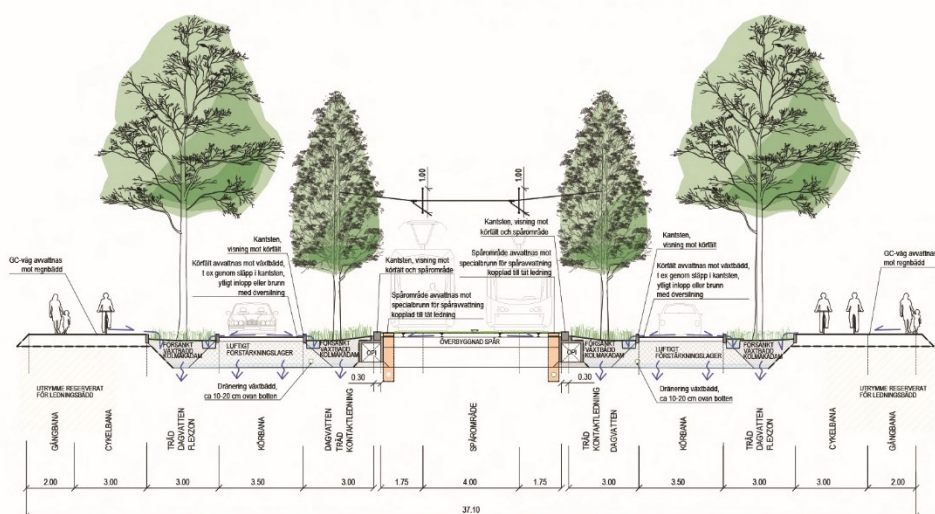 1.00
1.00
Kantsten, visning mot
körfält och spårområde
Kantsten,
visning mot körfält
Kantsten,
visning mot körfält
GC-väg avvattnas
mot regnbädd
Körfält avvattnas mot växtbädd,
t ex genom släpp i kantsten,
ytligt inlopp eller brunn
med översilning
Kantsten, visning mot
körfält och spårområde
Spårområde avvattnas mot
specialbrunn för spåravvattning
kopplad till tät ledning
Spårområde avvattnas mot
specialbrunn för spåravvattning
kopplad till tät ledning
Körfält avvattnas mot växtbädd,
t ex genom släpp i kantsten,
ytligt inlopp eller brunn
med översilning
GC-väg avvattnas
mot regnbädd
FÖRSÄNKT
VÄXTBÄDD
KOLMAKADAM
LUFTIGT
FÖRSTÄRKNINGSLAGER
FÖRSÄNKT
VÄXTBÄDD
KOLMAKADAM
OPI
ÖVERBYGGNAD SPÅR
OPI
FÖRSÄNKT
VÄXTBÄDD
KOLMAKADAM
LUFTIGT
FÖRSTÄRKNINGSLAGER
FÖRSÄNKT
VÄXTBÄDD
KOLMAKADAM
0.30
0.30
UTRYMME RESERVERAT
FÖR LEDNINGSBÄDD
Dränering växtbädd,
ca 10-20 cm ovan botten
Dränering växtbädd,
ca 10-20 cm ovan botten
UTRYMME RESERVERAT
FÖR LEDNINGSBÄDD
GÅNGBANA
CYKELBANA
TRÄD
DAGVATTEN
FLEXZON
KÖRBANA
DAGVATTEN
TRÄD
KONTAKTLEDNING
SPÅROMRÅDE
TRÄD
KONTAKTLEDNING
DAGVATTEN
KÖRBANA
TRÄD
DAGVATTEN
FLEXZON
CYKELBANA
GÅNGBANA
2.00 3.00 3.00 3.50 3.00 1.75 4.00 1.75 3.00 3.50 3.00 3.00 2.00
37.10